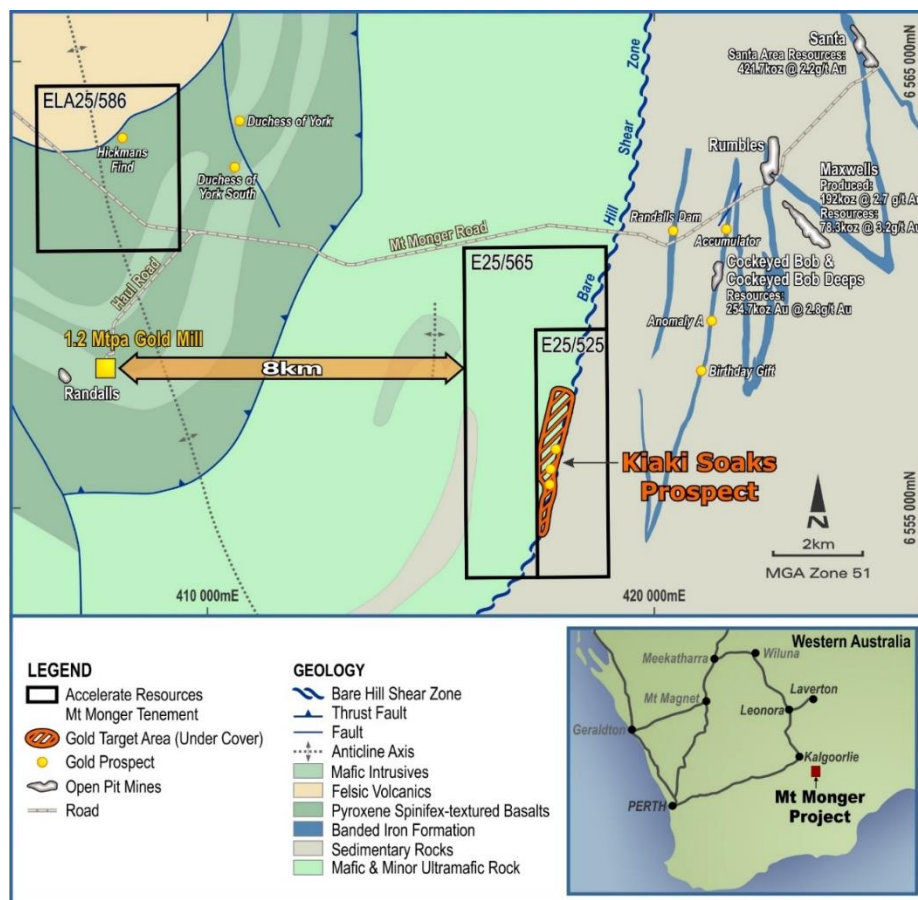 Santa
Santa Area Resources:
421.7koz @ 2.2g/t Au
6 565 000mN
ELA25/586
Hickmans
Find
Duchess of York
Duchess of
York South
Zone
Shear
Hill
Bare
Rumbles
Maxwells
Produced:
192koz @ 2.7 g/t Au
Resources:
78.3koz @ 3.2g/t Au
Randalls Dam
Accumulator
Mt Monger Road
Haul Road
E25/565
Cockeyed Bob &
Cockeyed Bob Deeps
Resources:
254.7koz Au @ 2.8g/t Au
Anomaly A
E25/525
1.2 Mtpa Gold Mill
8km
Birthday Gift
Randalls
Kiaki Soaks
Prospect
6 555 000mN
N
2km
MGA Zone 51
410 000mE
420 000mE
LEGEND
Accelerate Resources
Mt Monger Tenement
Gold Target Area (Under Cover)
Gold Prospect
Open Pit Mines
Road
GEOLOGY
Bare Hill Shear Zone
Thrust Fault
Fault
Anticline Axis
Mafic Intrusives
Felsic Volcanics
Pyroxene Spinifex-textured Basalts
Banded Iron Formation
Sedimentary Rocks
Mafic & Minor Ultramafic Rock
Western Australia
Meekatharra
Wiluna
Mt Magnet
Laverton
Leonora
Geraldton
Kalgoorlie
PERTH
Mt Monger
Project